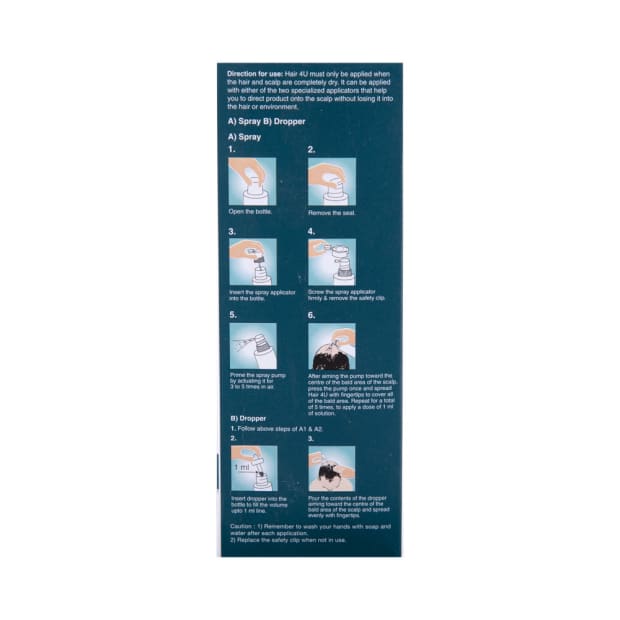 Direction for use: Hair 4U must only be applied when
the hair and scalp are completely dry. It can be applied
with either of the two specialized applicators that help
you to direct product onto the scalp without losing it into
the hair or environment.
A) Spray B) Dropper
A) Spray
1.
Open the bottle.
2.
Remove the seal.
3.
Insert the spray applicator
into the bottle.
4.
Screw the spray applicator
firmly & remove the safety clip.
5.
Prime the spray pump
by actuating it for
3 to 5 times in air.
6.
After aiming the pump toward the
centre of the bald area of the scalp,
press the pump once and spread
Hair 4U with fingertips to cover all
of the bald area. Repeat for a total
of 5 times, to apply a dose of 1 ml
of solution.
B) Dropper
1. Follow above steps of A1 & A2.
2.
1 ml
Insert dropper into the
bottle to fill the volume
upto 1 ml line.
3.
Pour the contents of the dropper
aiming toward the centre of the
bald area of the scalp and spread
evenly with fingertips.
Caution : 1) Remember to wash your hands with soap and
water after each application.
2) Replace the safety clip when not in use.